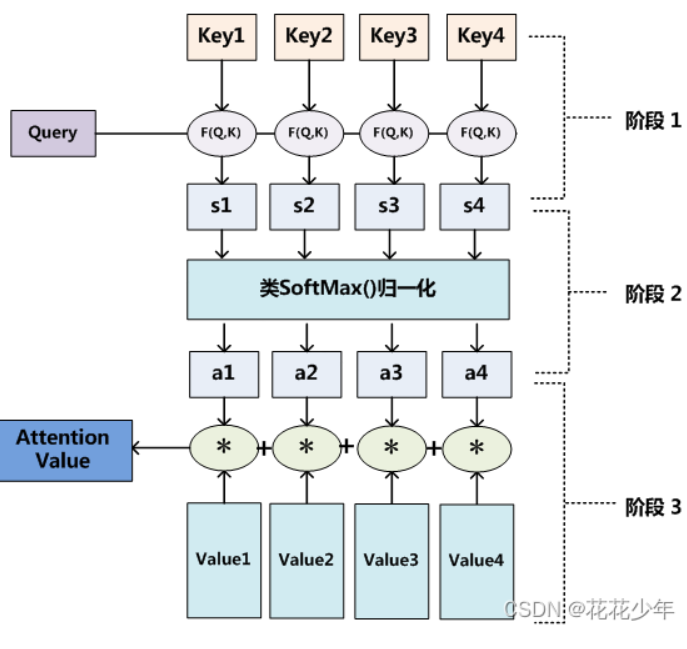 Key1 Key2 Key3 Key4
阶段 1
Query F(Q,K) F(Q,K) F(Q,K) F(Q,K)
s1 s2 s3 s4
类SoftMax()归一化
阶段 2
a1 a2 a3 a4
Attention
Value
* + * + * + *
阶段 3
Value1 Value2 Value3 Value4
CSDN @花花少年